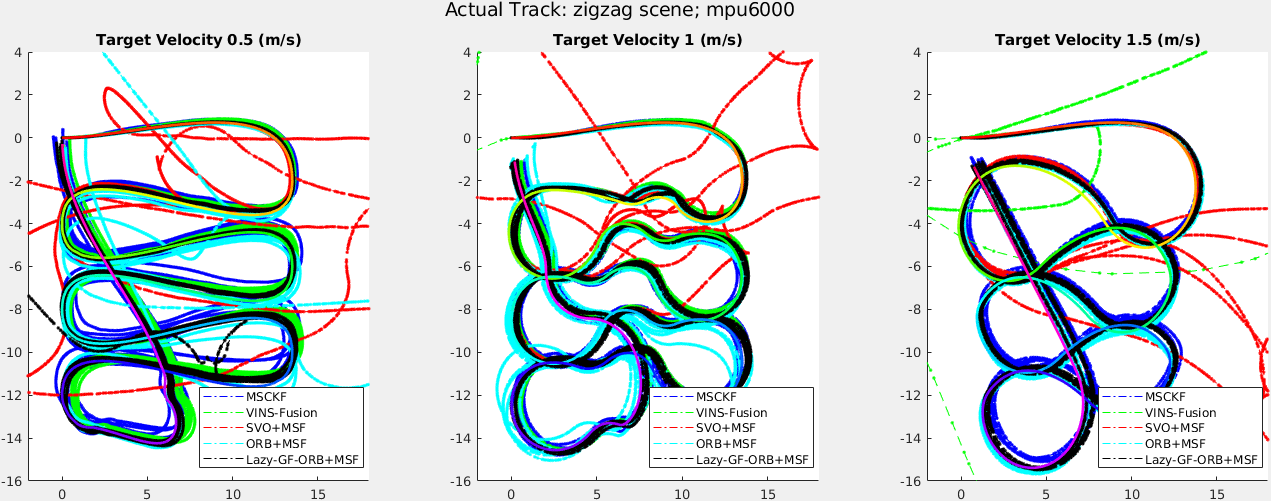 Actual Track: zigzag scene; mpu6000
Target Velocity 0.5 (m/s)
4
2
0
-2
-4
-6
-8
-10
-12
-14
-16
0
5
10
15
MSCKF
VINS-Fusion
SVO+MSF
ORB+MSF
Lazy-GF-ORB+MSF
Target Velocity 1 (m/s)
4
2
0
-2
-4
-6
-8
-10
-12
-14
-16
0
5
10
15
MSCKF
VINS-Fusion
SVO+MSF
ORB+MSF
Lazy-GF-ORB+MSF
Target Velocity 1.5 (m/s)
4
2
0
-2
-4
-6
-8
-10
-12
-14
-16
0
5
10
15
MSCKF
VINS-Fusion
SVO+MSF
ORB+MSF
Lazy-GF-ORB+MSF